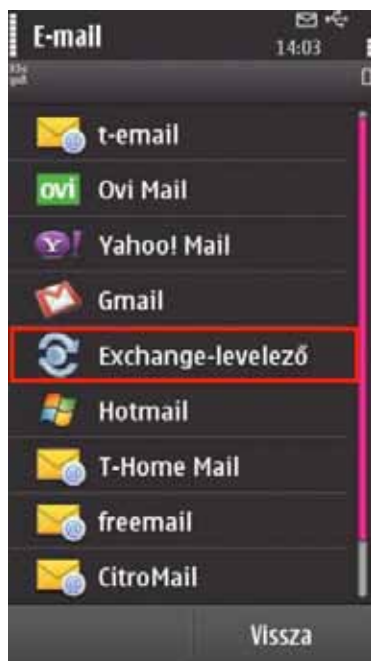 E-mail
14:03
t-email
ovi Ovi Mail
Y! Yahoo! Mail
Gmail
Exchange-levelező
Hotmail
T-Home Mail
freemail
CitroMail
Vissza